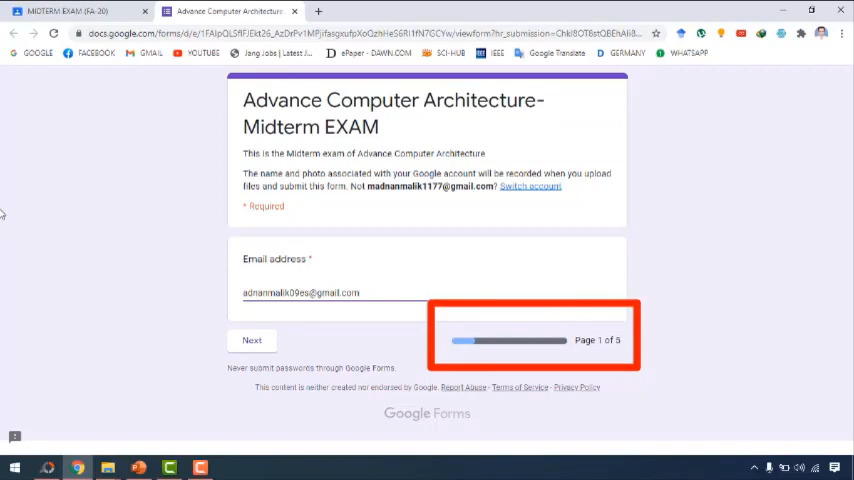 MIDTERM EXAM (FA-20)
Advance Computer Architecture-
docs.google.com/forms/d/e/
GOOGLE
FACEBOOK
GMAIL
YOUTUBE
Jang Jobs | Latest J...
ePaper - DAWN.COM
SCI-HUB
IEEE
Google Translate
GERMANY
WHATSAPP
Advance Computer Architecture-
Midterm EXAM
This is the Midterm exam of Advance Computer Architecture
The name and photo associated with your Google account will be recorded when you upload
files and submit this form. Not madnanmalik1177@gmail.com? Switch account
* Required
Email address *
adnanmalik09es@gmail.com
Next
Page 1 of 5
Never submit passwords through Google Forms.
This content is neither created nor endorsed by Google. Report Abuse - Terms of Service - Privacy Policy
Google Forms